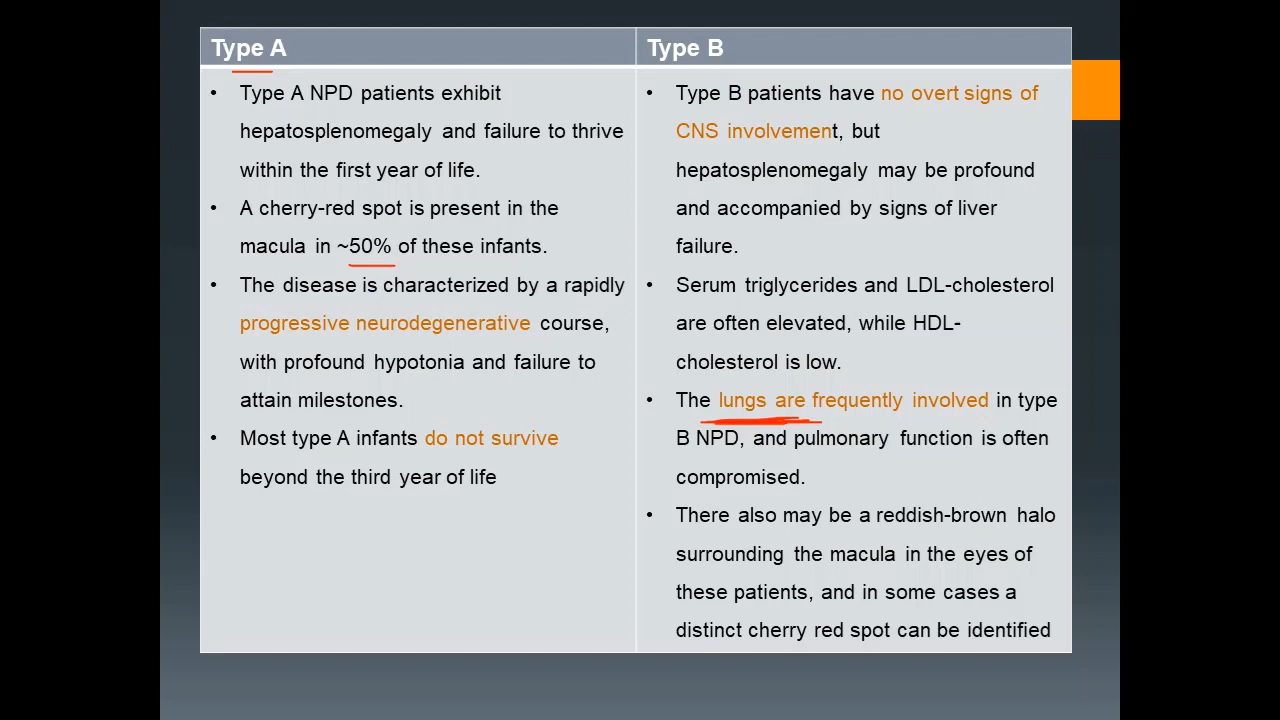 Type A
• Type A NPD patients exhibit
hepatosplenomegaly and failure to thrive
within the first year of life.
• A cherry-red spot is present in the
macula in ~50% of these infants.
• The disease is characterized by a rapidly
progressive neurodegenerative course,
with profound hypotonia and failure to
attain milestones.
• Most type A infants do not survive
beyond the third year of life
Type B
• Type B patients have no overt signs of
CNS involvement, but
hepatosplenomegaly may be profound
and accompanied by signs of liver
failure.
• Serum triglycerides and LDL-cholesterol
are often elevated, while HDL-
cholesterol is low.
• The lungs are frequently involved in type
B NPD, and pulmonary function is often
compromised.
• There also may be a reddish-brown halo
surrounding the macula in the eyes of
these patients, and in some cases a
distinct cherry red spot can be identified